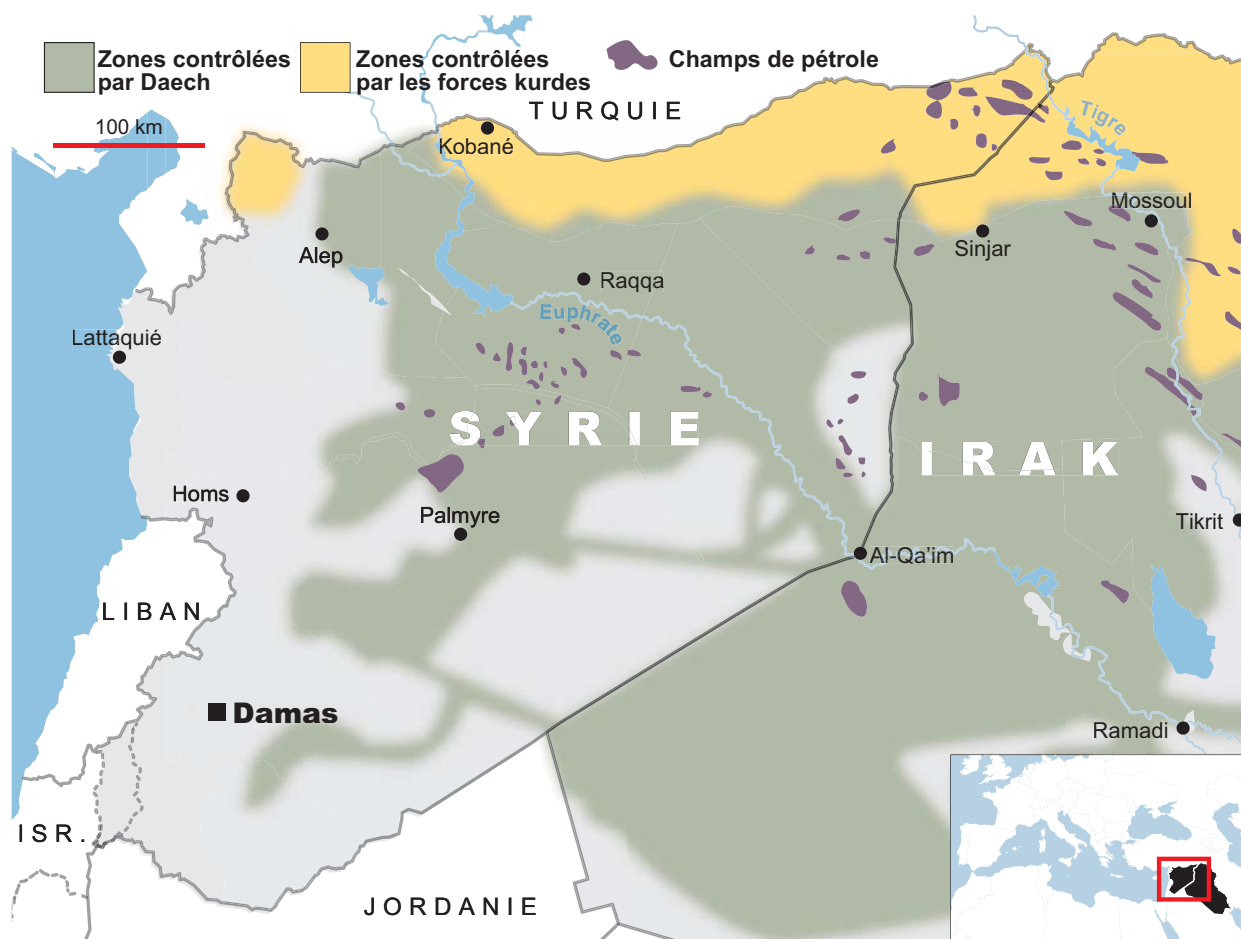 Zones contrôlées
par Daech
Zones contrôlées
par les forces kurdes
Champs de pétrole
100 km
TURQUIE
Tigre
Kobané
Mossoul
Alep
Sinjar
Raqqa
Euphrate
Lattaquié
SYRIE
IRAK
Homs
Palmyre
Tikrit
Al-Qa'im
LIBAN
Damas
Ramadi
ISR.
JORDANIE